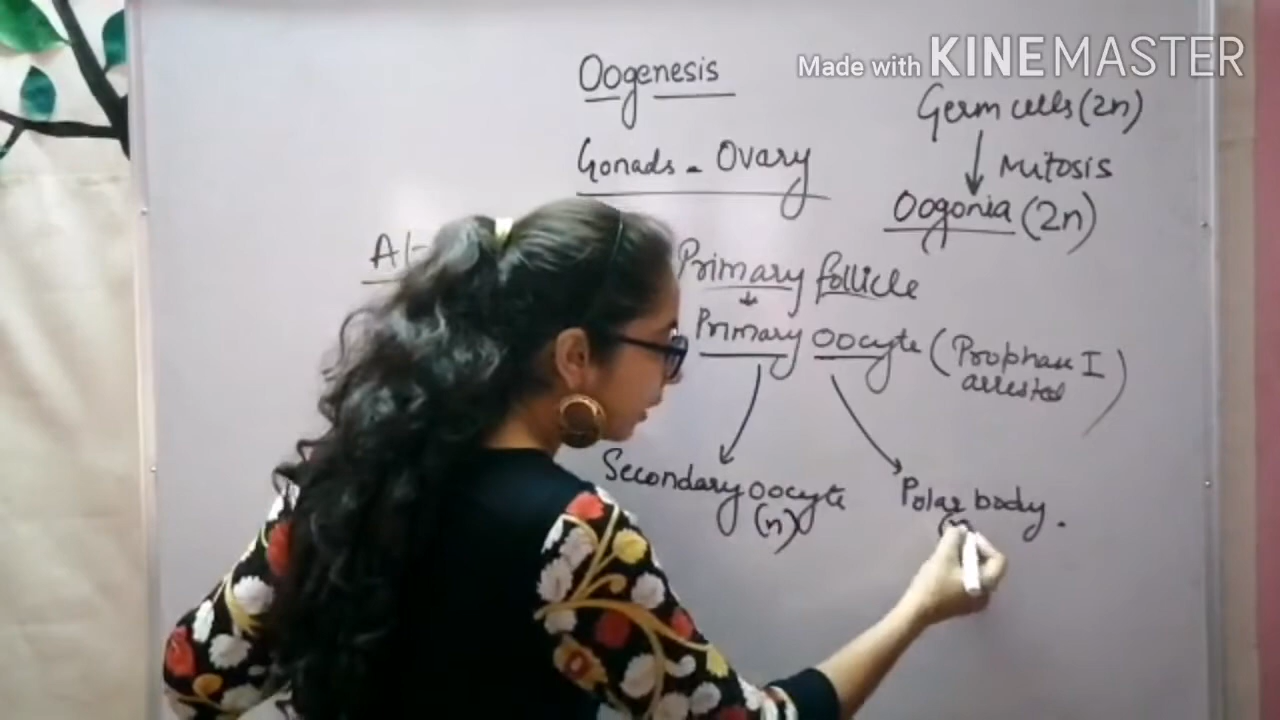 Made with KINEMASTER
Oogenesis
Germ cells (2n)
Mitosis
Gonads - Ovary
Oogonia (2n)
Primary follicle
Primary oocyte (Prophase I
arrested)
Secondary oocyte
(n)
Polar body.
(n